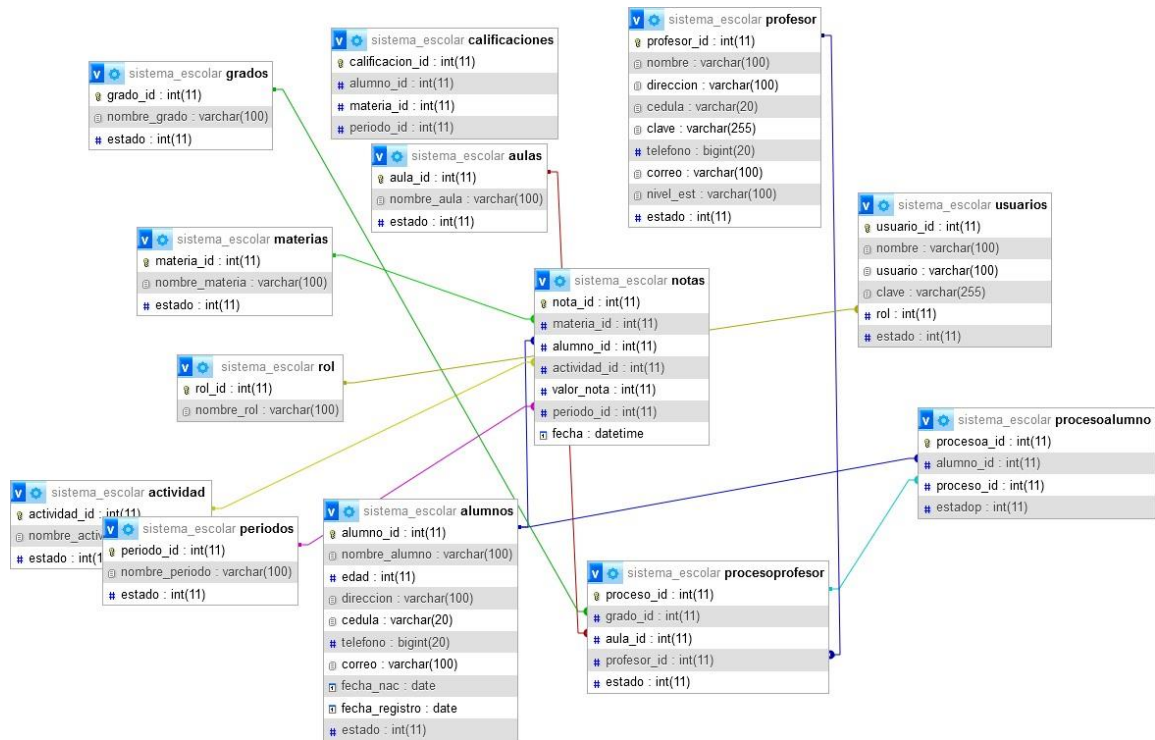 sistema_escolar profesor
profesor_id : int(11)
nombre : varchar(100)
direccion : varchar(100)
cedula : varchar(20)
clave : varchar(255)
telefono : bigint(20)
correo : varchar(100)
nivel_est : varchar(100)
estado : int(11)
sistema_escolar calificaciones
calificacion_id : int(11)
alumno_id : int(11)
materia_id : int(11)
periodo_id : int(11)
sistema_escolar grados
grado_id : int(11)
nombre_grado : varchar(100)
estado : int(11)
sistema_escolar aulas
aula_id : int(11)
nombre_aula : varchar(100)
estado : int(11)
sistema_escolar usuarios
usuario_id : int(11)
nombre : varchar(100)
usuario : varchar(100)
clave : varchar(255)
rol : int(11)
estado : int(11)
sistema_escolar materias
materia_id : int(11)
nombre_materia : varchar(100)
estado : int(11)
sistema_escolar notas
nota_id : int(11)
materia_id : int(11)
alumno_id : int(11)
actividad_id : int(11)
valor_nota : int(11)
periodo_id : int(11)
fecha : datetime
sistema_escolar rol
rol_id : int(11)
nombre_rol : varchar(100)
sistema_escolar procesoalumno
procesoa_id : int(11)
alumno_id : int(11)
proceso_id : int(11)
estadop : int(11)
sistema_escolar actividad
actividad_id : int(11)
nombre_activ
estado : int(1
sistema_escolar periodos
periodo_id : int(11)
nombre_periodo : varchar(100)
estado : int(11)
sistema_escolar alumnos
alumno_id : int(11)
nombre_alumno : varchar(100)
edad : int(11)
direccion : varchar(100)
cedula : varchar(20)
telefono : bigint(20)
correo : varchar(100)
fecha_nac : date
fecha_registro : date
estado : int(11)
sistema_escolar procesoprofesor
proceso_id : int(11)
grado_id : int(11)
aula_id : int(11)
profesor_id : int(11)
estado : int(11)